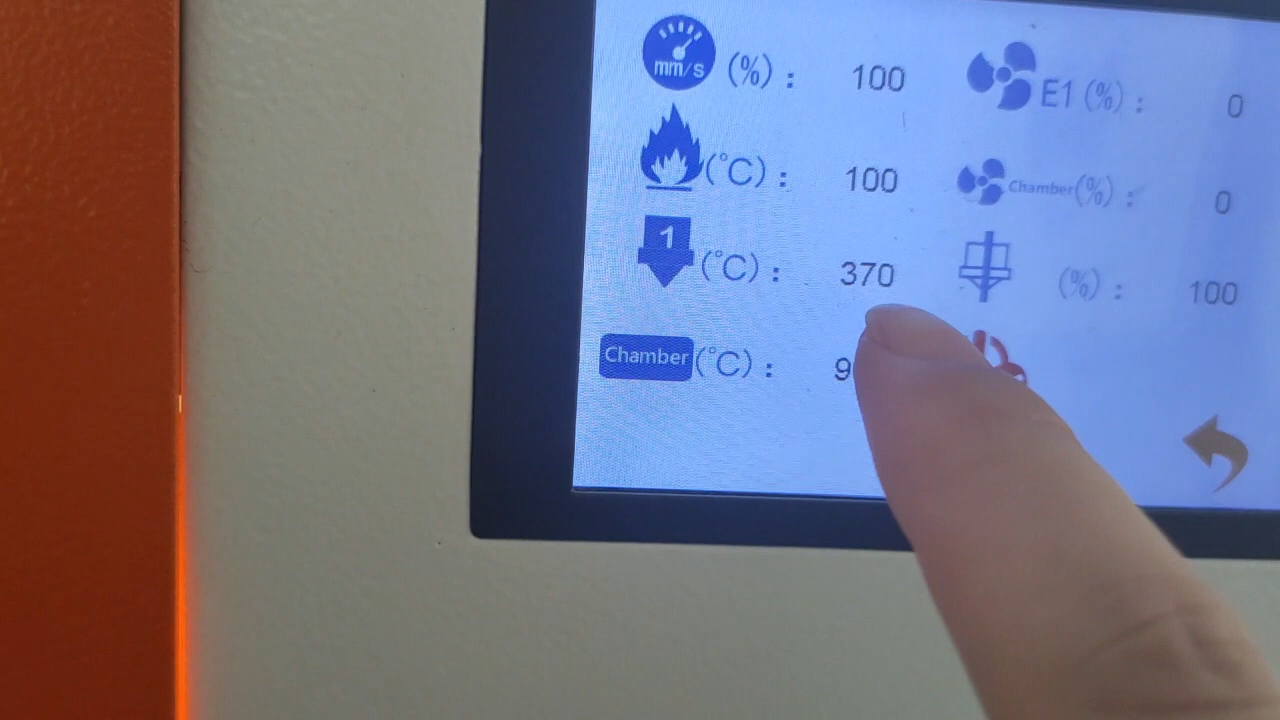 mm/s (%) : 100 E1 (%) : 0
(°C) : 100 Chamber(%) : 0
1 (°C) : 370 (%) : 100
Chamber (°C) : 9